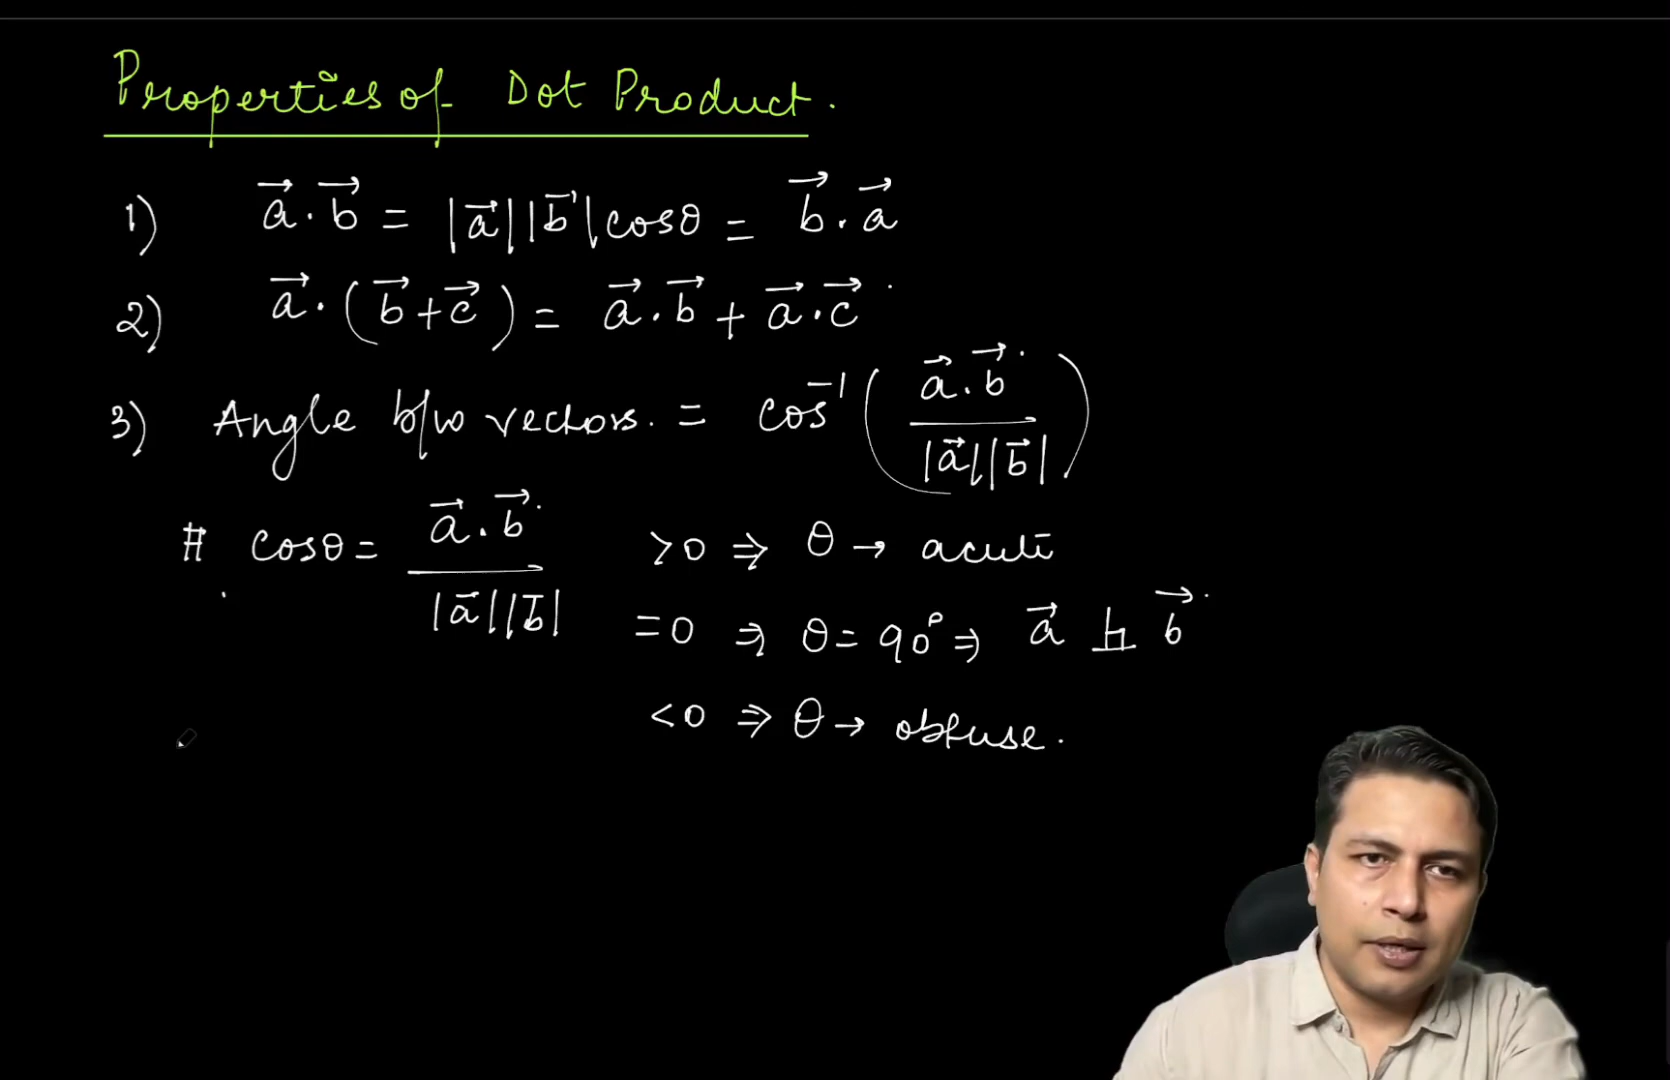 Properties of Dot Product.
1) a⃗ . b⃗ = |a⃗||b⃗|cosθ = b⃗ . a⃗
2) a⃗ . (b⃗ + c⃗) = a⃗ . b⃗ + a⃗ . c⃗
3) Angle b/w vectors. = cos⁻¹ ( a⃗ . b⃗ / |a⃗||b⃗| )
# cosθ = a⃗ . b⃗ / |a⃗||b⃗| >0 ⇒ θ → acute
=0 ⇒ θ = 90° ⇒ a⃗ ⊥ b⃗
<0 ⇒ θ → obtuse.